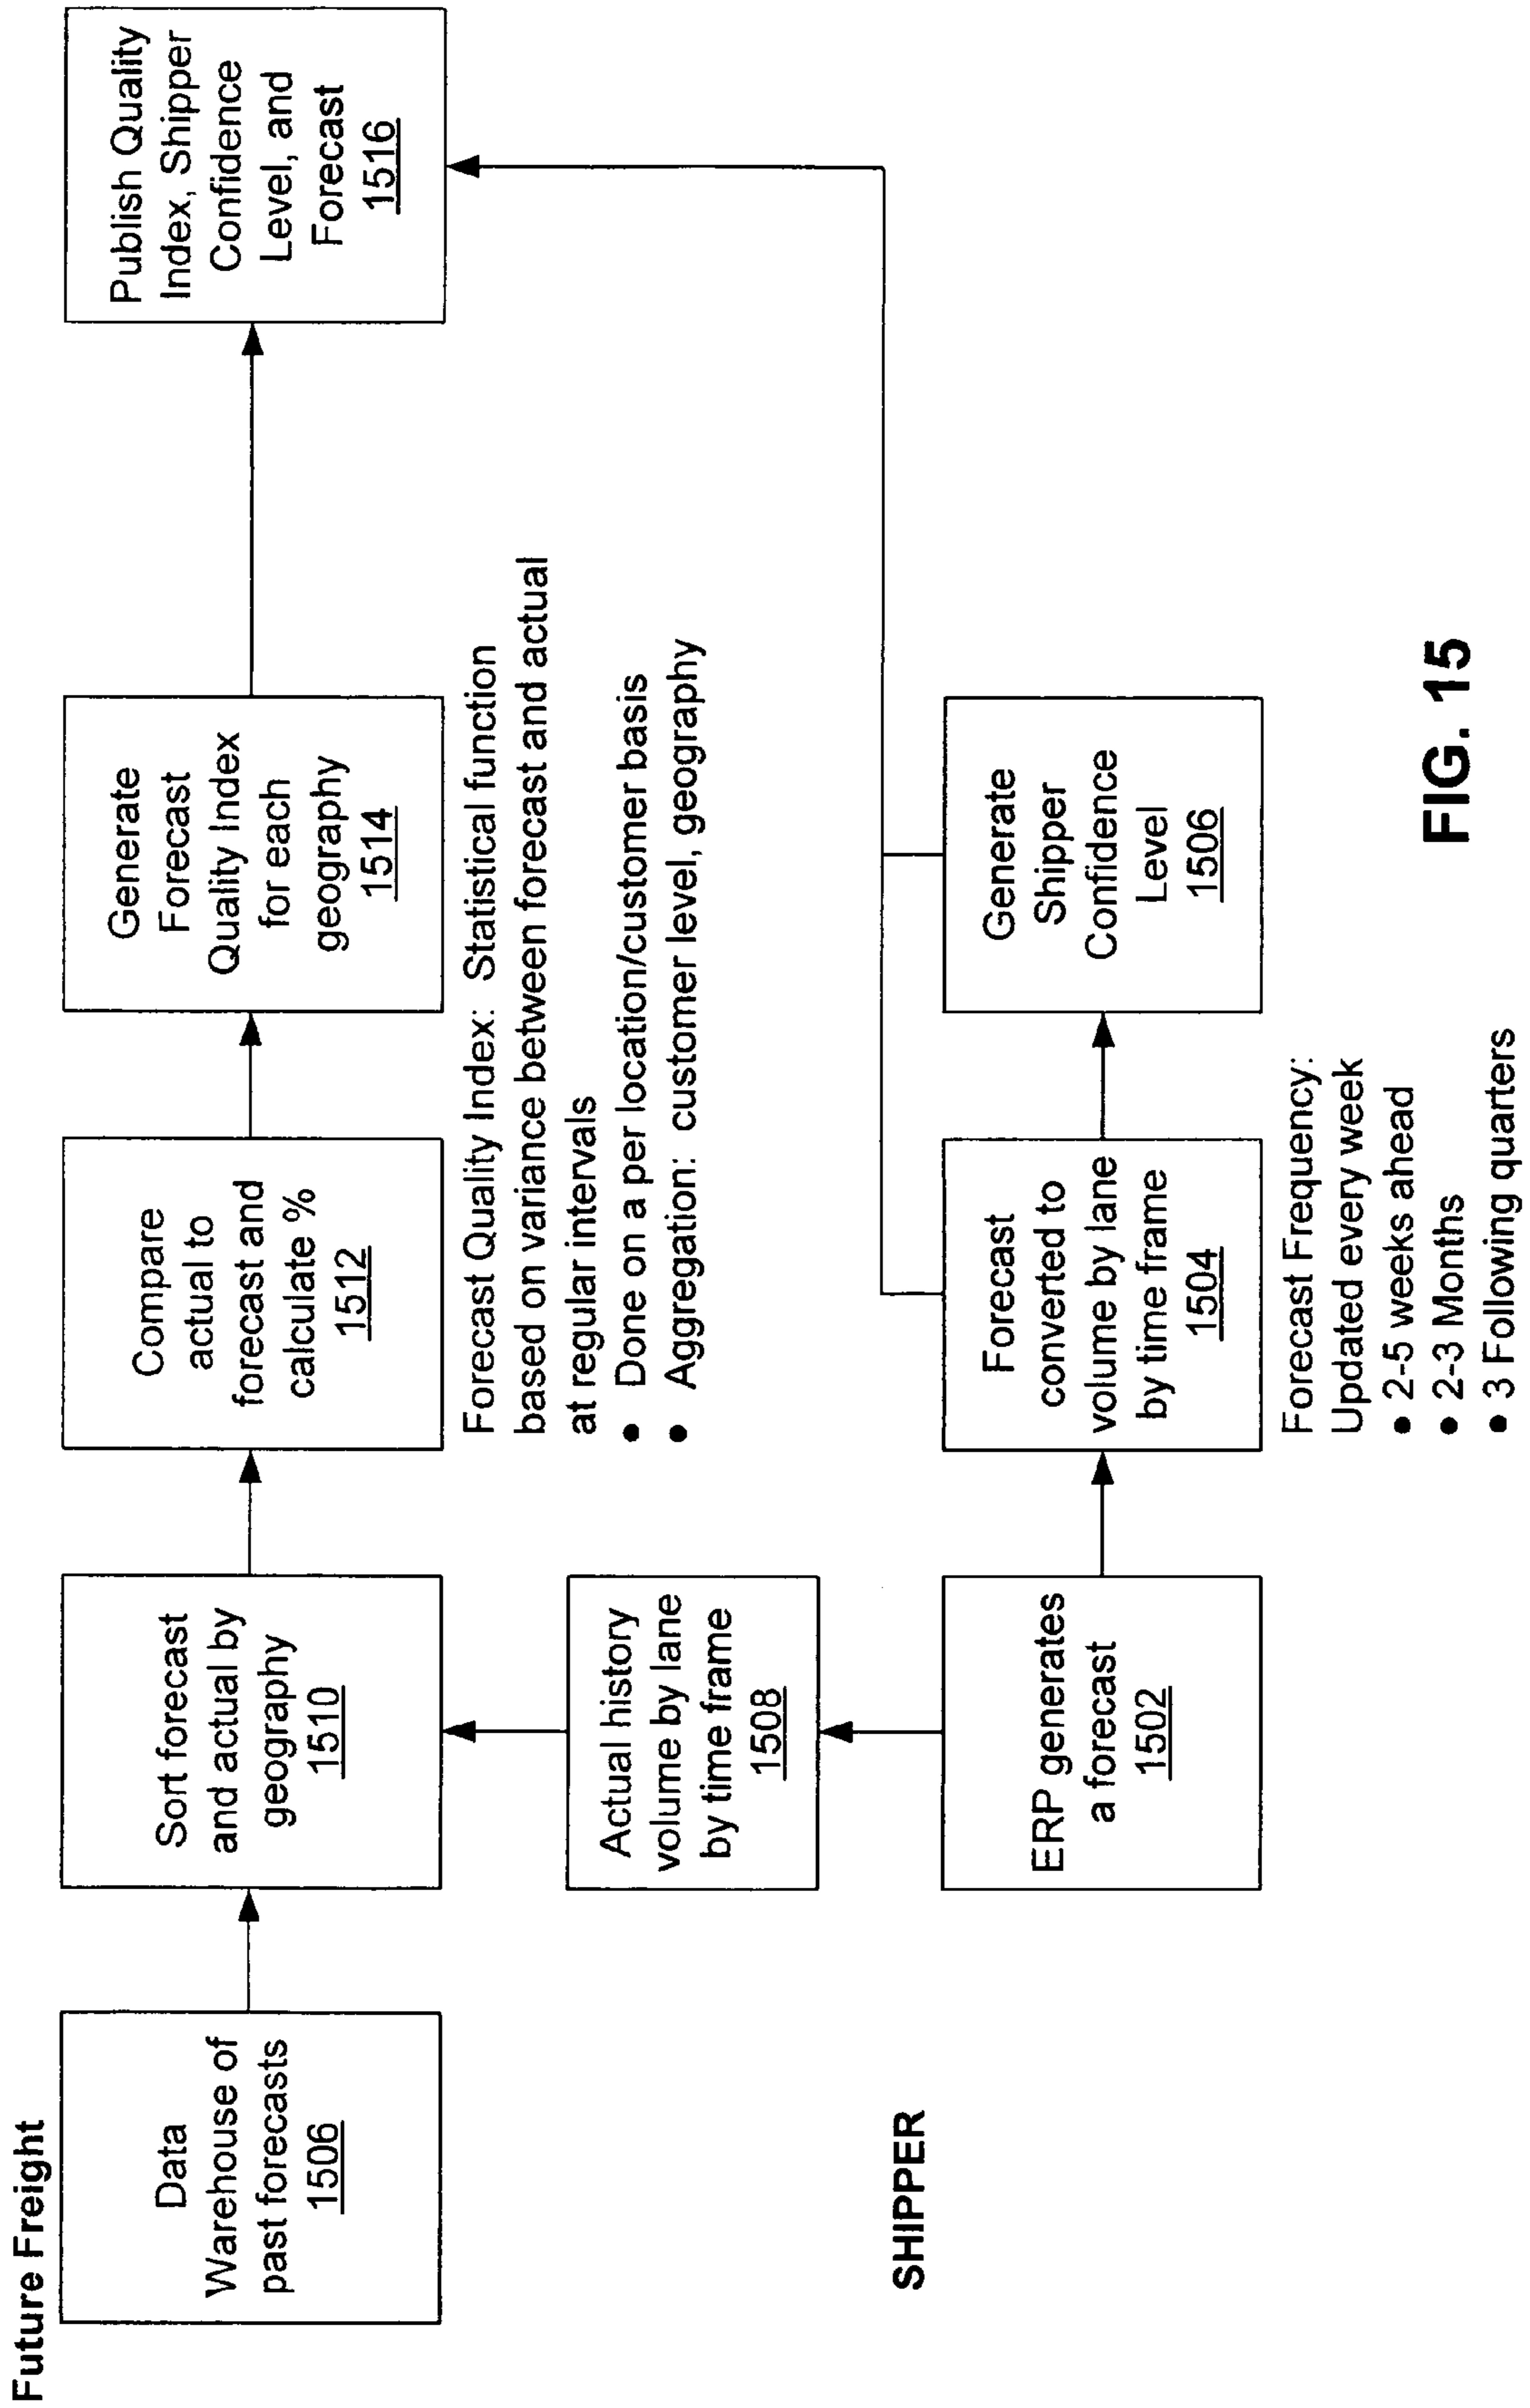 Future Freight
Data
Warehouse of
past forecasts
1506
Sort forecast
and actual by
geography
1510
Compare
actual to
forecast and
calculate %
1512
Generate
Forecast
Quality Index
for each
geography
1514
Publish Quality
Index, Shipper
Confidence
Level, and
Forecast
1516
Forecast Quality Index: Statistical function
based on variance between forecast and actual
at regular intervals
• Done on a per location/customer basis
• Aggregation: customer level, geography
Actual history
volume by lane
by time frame
1508
SHIPPER
ERP generates
a forecast
1502
Forecast
converted to
volume by lane
by time frame
1504
Generate
Shipper
Confidence
Level
1506
Forecast Frequency:
Updated every week
• 2-5 weeks ahead
• 2-3 Months
• 3 Following quarters
FIG. 15